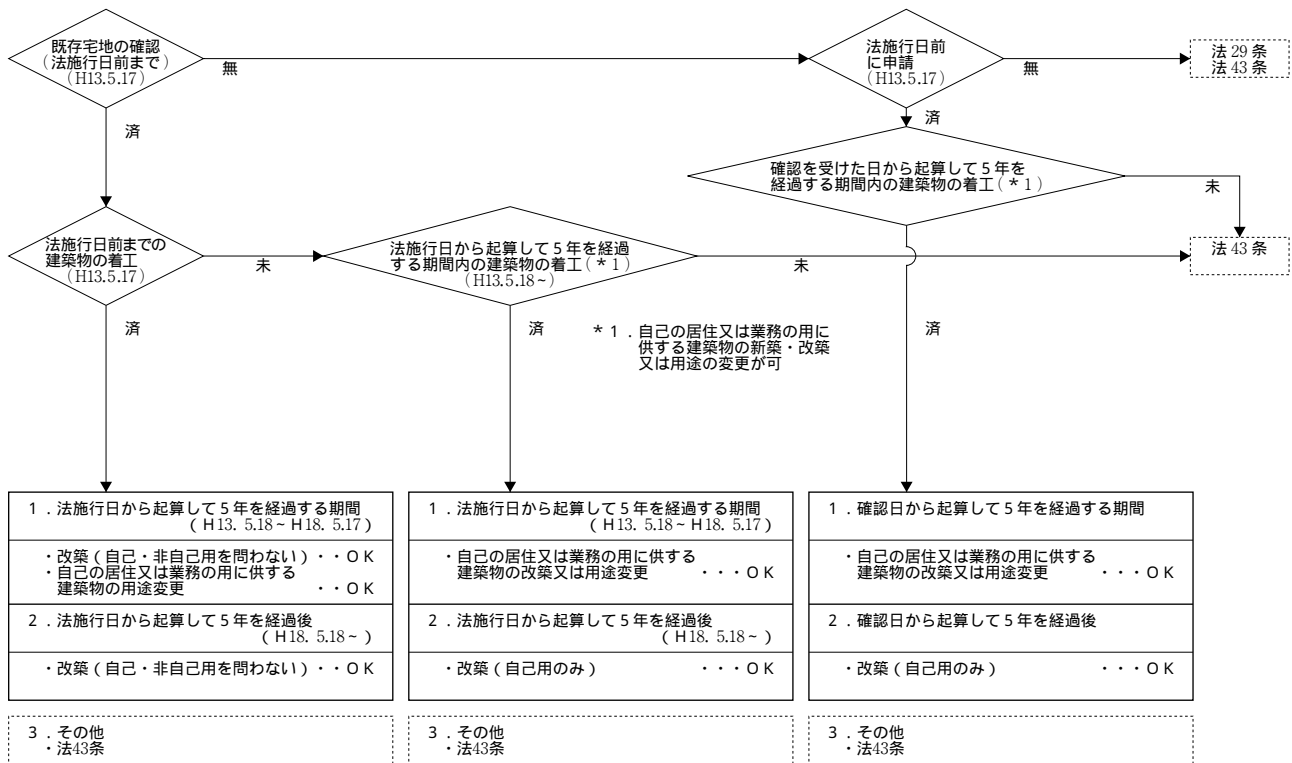 既存宅地の確認
(法施行日前まで)
(H13.5.17)
無
済
法施行日前
に申請
(H13.5.17)
無
済
法29条
法43条
確認を受けた日から起算して5年を
経過する期間内の建築物の着工(*1)
未
済
法43条
法施行日前までの
建築物の着工
(H13.5.17)
未
済
法施行日から起算して5年を経過
する期間内の建築物の着工(*1)
(H13.5.18~)
未
済
*1.自己の居住又は業務の用に
供する建築物の新築・改築
又は用途の変更が可
1.法施行日から起算して5年を経過する期間
(H13. 5.18~H18. 5.17)
・改築(自己・非自己用を問わない)・・OK
・自己の居住又は業務の用に供する
建築物の用途変更 ・・OK
2.法施行日から起算して5年を経過後
(H18. 5.18~)
・改築(自己・非自己用を問わない)・・OK
3.その他
・法43条
1.法施行日から起算して5年を経過する期間
(H13. 5.18~H18. 5.17)
・自己の居住又は業務の用に供する
建築物の改築又は用途変更 ・・・OK
2.法施行日から起算して5年を経過後
(H18. 5.18~)
・改築(自己用のみ) ・・・OK
3.その他
・法43条
1.確認日から起算して5年を経過する期間
・自己の居住又は業務の用に供する
建築物の改築又は用途変更 ・・・OK
2.確認日から起算して5年を経過後
・改築(自己用のみ) ・・・OK
3.その他
・法43条